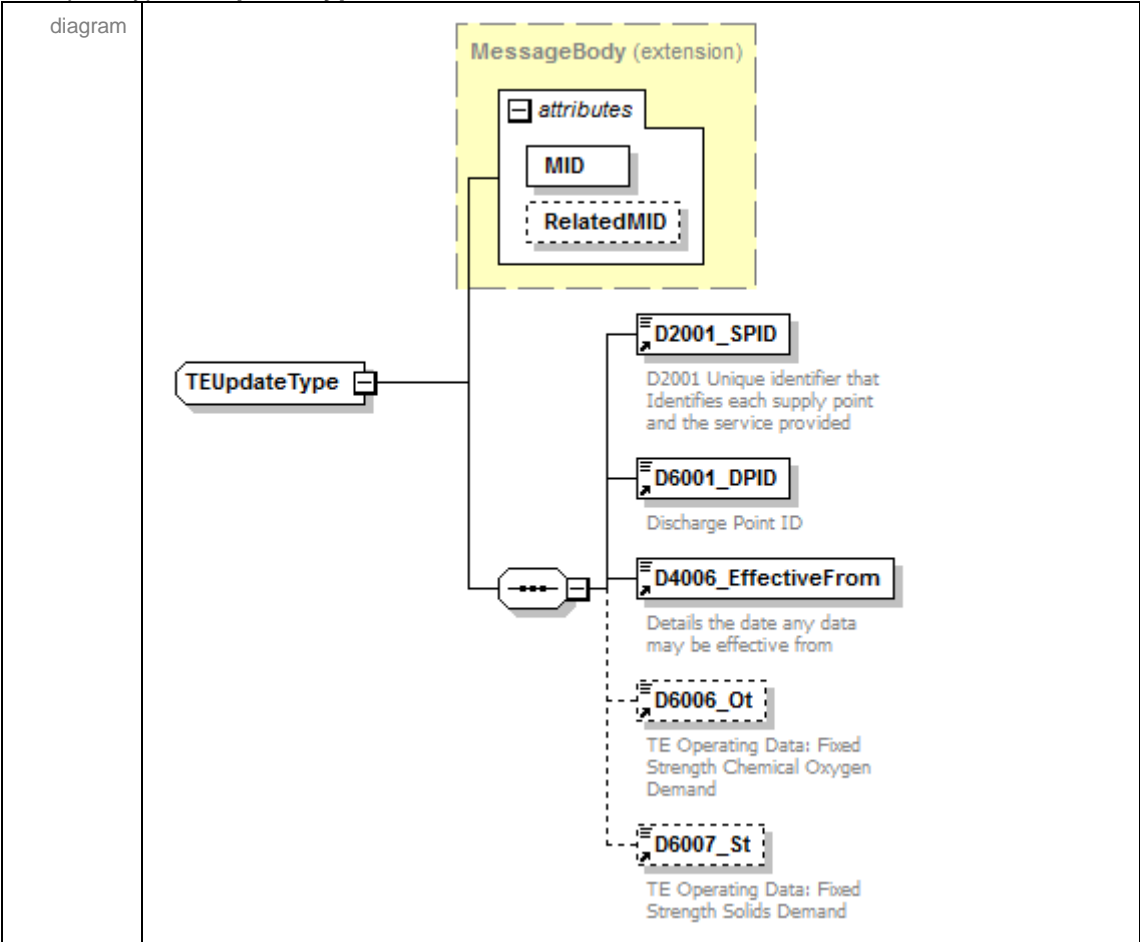 diagram
MessageBody (extension)
attributes
MID
RelatedMID
TEUpdateType
D2001_SPID
D2001 Unique identifier that
Identifies each supply point
and the service provided
D6001_DPID
Discharge Point ID
D4006_EffectiveFrom
Details the date any data
may be effective from
D6006_Ot
TE Operating Data: Fixed
Strength Chemical Oxygen
Demand
D6007_St
TE Operating Data: Fixed
Strength Solids Demand